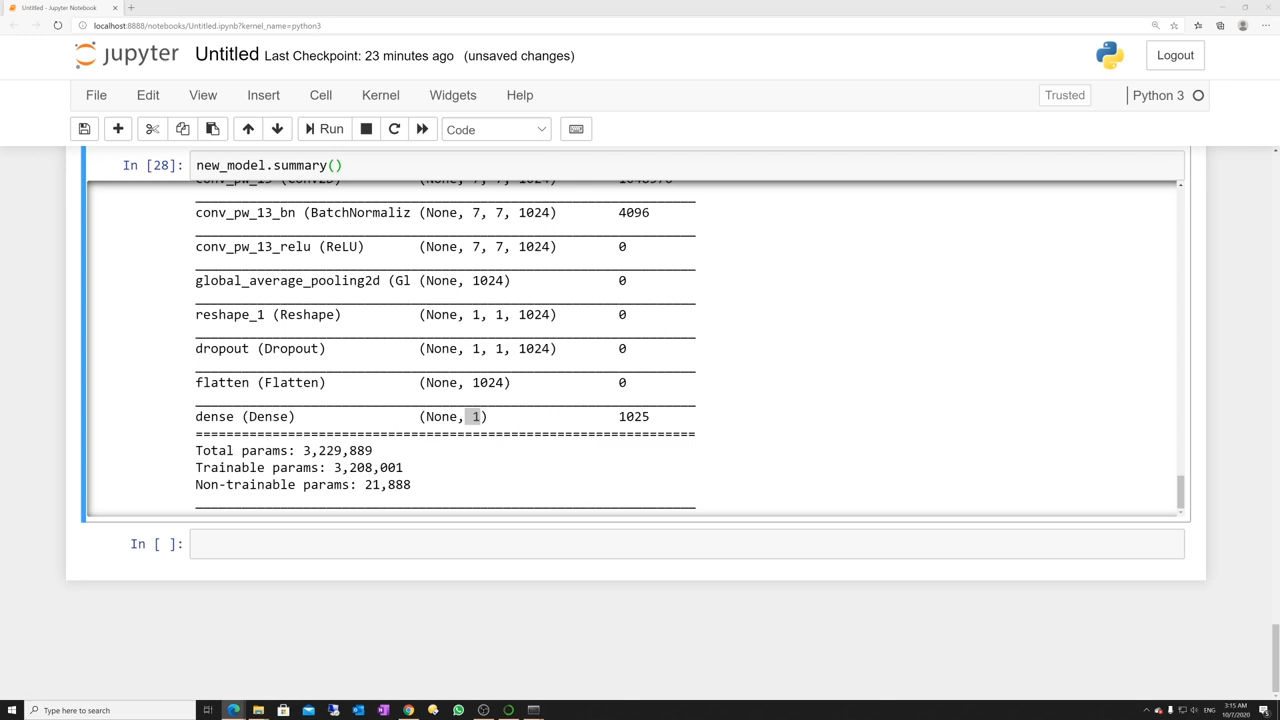 Untitled - Jupyter Notebook
localhost:8888/notebooks/Untitled.ipynb?kernel_name=python3
jupyter Untitled Last Checkpoint: 23 minutes ago (unsaved changes) Logout
File Edit View Insert Cell Kernel Widgets Help Trusted Python 3
Run Code
In [28]: new_model.summary()
conv_pw_13_bn (BatchNormaliz (None, 7, 7, 1024) 4096
conv_pw_13_relu (ReLU) (None, 7, 7, 1024) 0
global_average_pooling2d (Gl (None, 1024) 0
reshape_1 (Reshape) (None, 1, 1, 1024) 0
dropout (Dropout) (None, 1, 1, 1024) 0
flatten (Flatten) (None, 1024) 0
dense (Dense) (None, 1) 1025
Total params: 3,229,889
Trainable params: 3,208,001
Non-trainable params: 21,888
In [ ]:
Type here to search
ENG
3:15 AM
10/7/2020